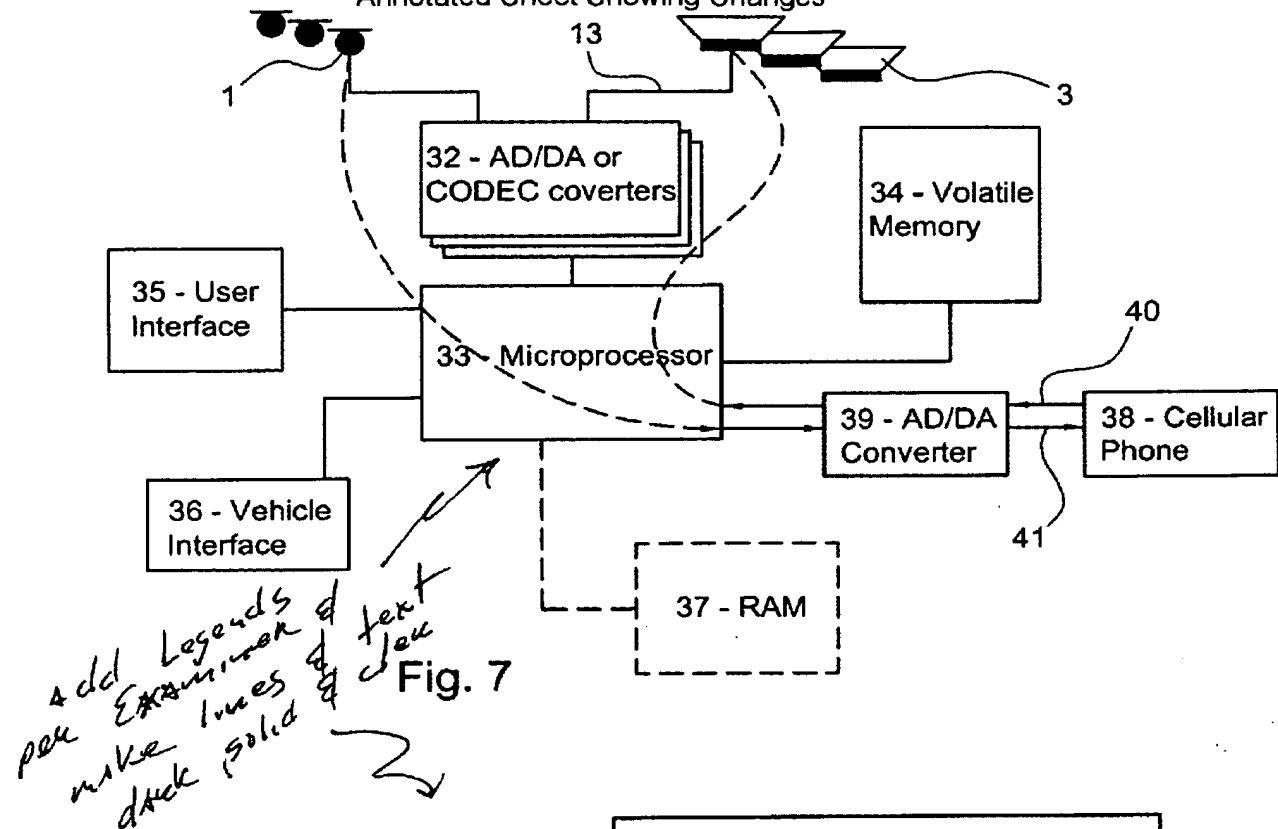 Annotated Sheet Showing Changes
1
13
3
32 - AD/DA or
CODEC coverters
34 - Volatile
Memory
35 - User
Interface
33 - Microprocessor
40
39 - AD/DA
Converter
38 - Cellular
Phone
36 - Vehicle
Interface
41
37 - RAM
Add Legends
per Examiner &
make lines & text
dark, solid &
Fig. 7